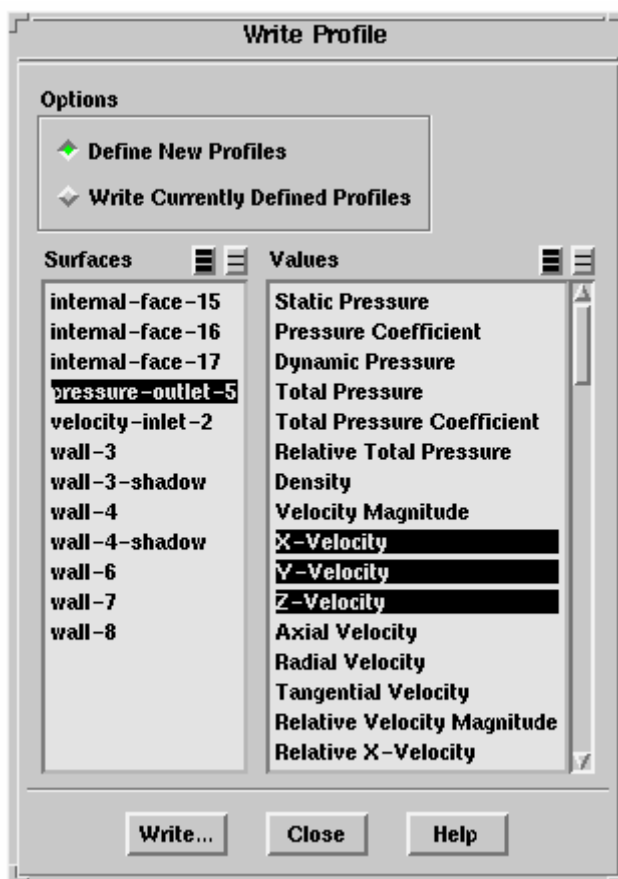 Write Profile
Options
Define New Profiles
Write Currently Defined Profiles
Surfaces
internal-face-15
internal-face-16
internal-face-17
pressure-outlet-5
velocity-inlet-2
wall-3
wall-3-shadow
wall-4
wall-4-shadow
wall-6
wall-7
wall-8
Values
Static Pressure
Pressure Coefficient
Dynamic Pressure
Total Pressure
Total Pressure Coefficient
Relative Total Pressure
Density
Velocity Magnitude
X-Velocity
Y-Velocity
Z-Velocity
Axial Velocity
Radial Velocity
Tangential Velocity
Relative Velocity Magnitude
Relative X-Velocity
Write...
Close
Help